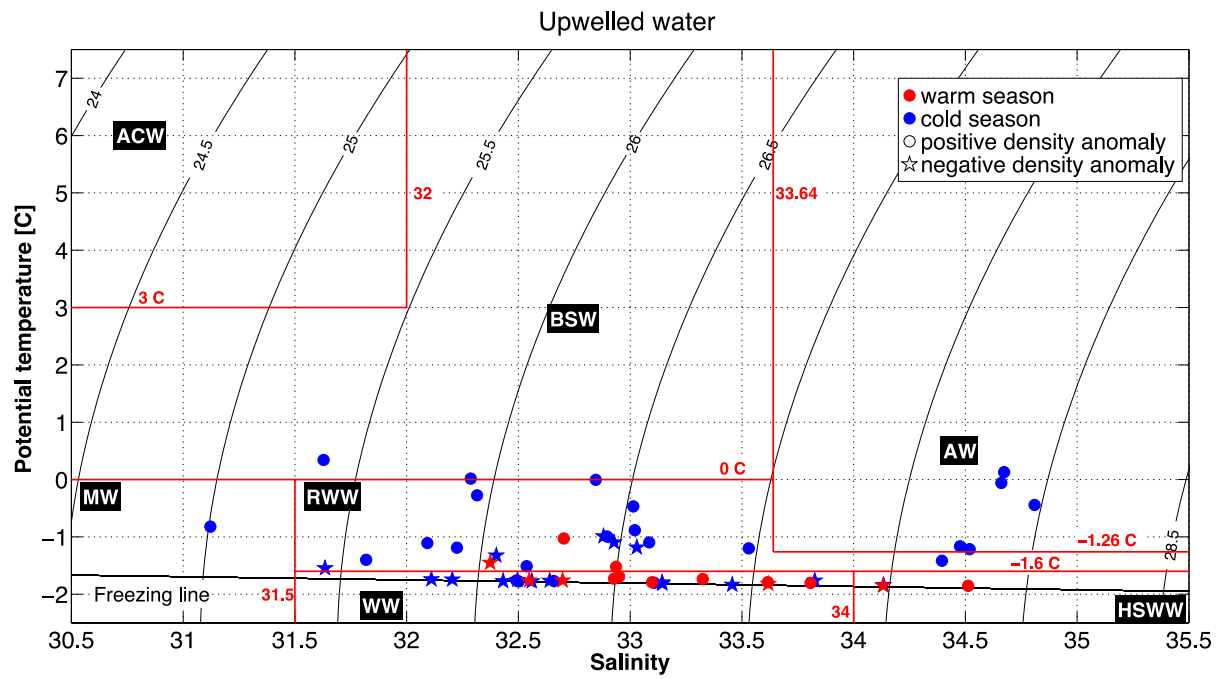 Upwelled water
Potential temperature [C]
7
6
5
4
3
2
1
0
−1
−2
24
24.5
25
25.5
26
26.5
28.5
ACW
BSW
AW
MW
RWW
WW
HSWW
32
33.64
3 C
0 C
−1.26 C
−1.6 C
31.5
34
Freezing line
warm season
cold season
positive density anomaly
negative density anomaly
30.5 31 31.5 32 32.5 33 33.5 34 34.5 35 35.5
Salinity